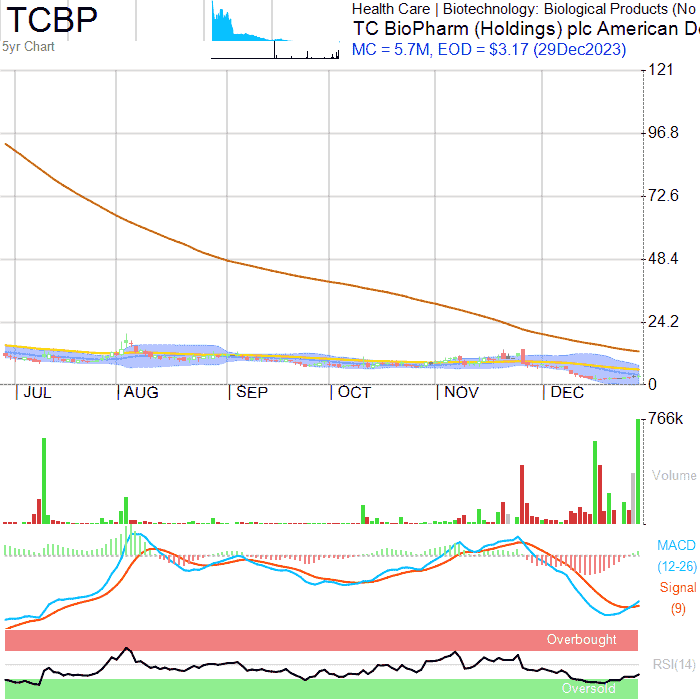 TCBP
5yr Chart
Health Care | Biotechnology: Biological Products (No
TC BioPharm (Holdings) plc American De
MC = 5.7M, EOD = $3.17 (29Dec2023)
121
96.8
72.6
48.4
24.2
0
JUL AUG SEP OCT NOV DEC
766k
Volume
MACD
(12-26)
Signal
(9)
Overbought
RSI(14)
Oversold